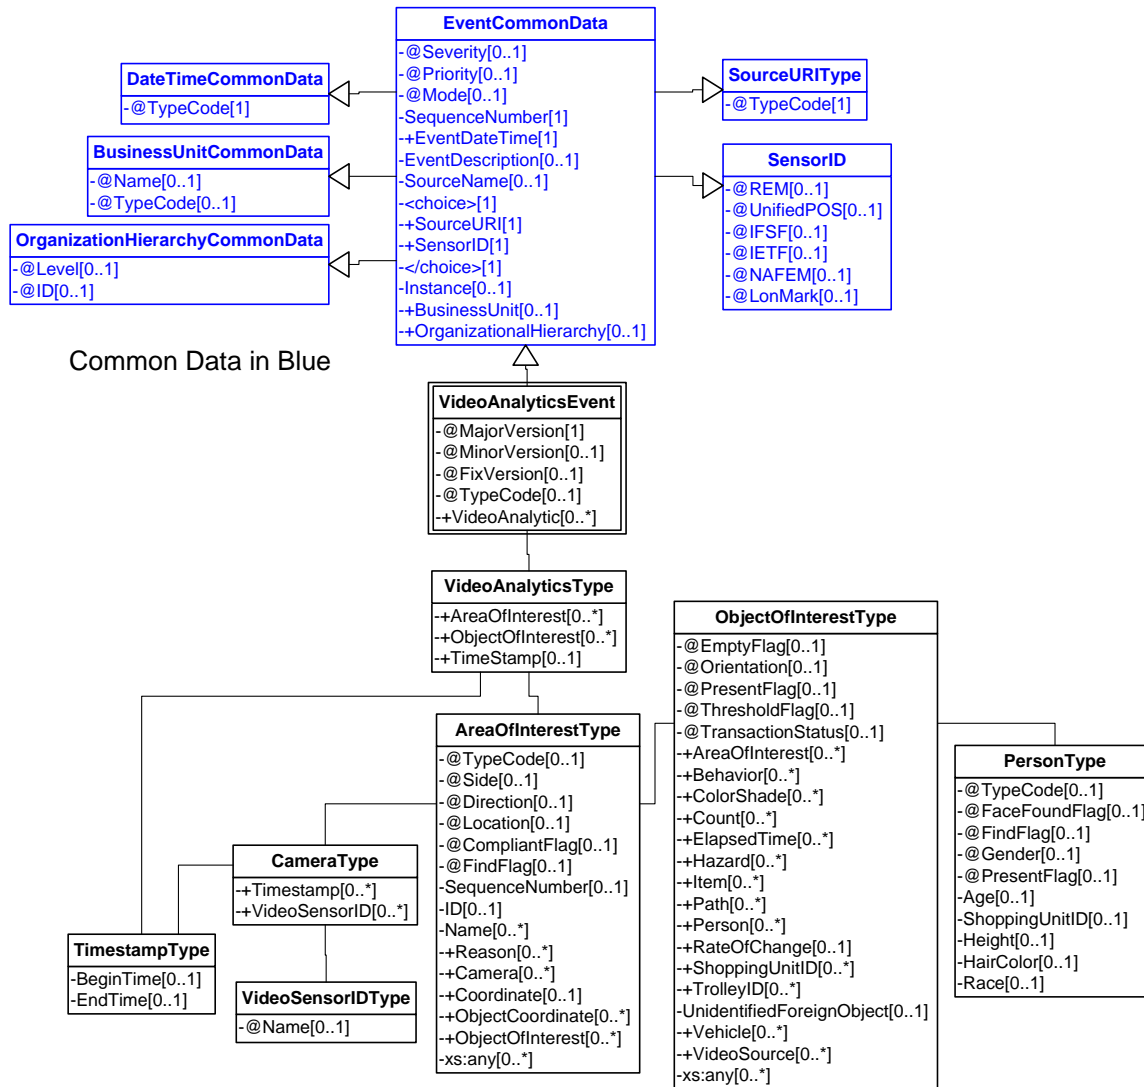 EventCommonData
-@Severity[0..1]
-@Priority[0..1]
-@Mode[0..1]
-SequenceNumber[1]
-+EventDateTime[1]
-EventDescription[0..1]
-SourceName[0..1]
-<choice>[1]
-+SourceURI[1]
-+SensorID[1]
-</choice>[1]
-Instance[0..1]
-+BusinessUnit[0..1]
-+OrganizationalHierarchy[0..1]
DateTimeCommonData
-@TypeCode[1]
BusinessUnitCommonData
-@Name[0..1]
-@TypeCode[0..1]
OrganizationHierarchyCommonData
-@Level[0..1]
-@ID[0..1]
SourceURIType
-@TypeCode[1]
SensorID
-@REM[0..1]
-@UnifiedPOS[0..1]
-@IFSF[0..1]
-@IETF[0..1]
-@NAFEM[0..1]
-@LonMark[0..1]
Common Data in Blue
VideoAnalyticsEvent
-@MajorVersion[1]
-@MinorVersion[0..1]
-@FixVersion[0..1]
-@TypeCode[0..1]
-+VideoAnalytic[0..*]
VideoAnalyticsType
-+AreaOfInterest[0..*]
-+ObjectOfInterest[0..*]
-+TimeStamp[0..1]
AreaOfInterestType
-@TypeCode[0..1]
-@Side[0..1]
-@Direction[0..1]
-@Location[0..1]
-@CompliantFlag[0..1]
-@FindFlag[0..1]
-SequenceNumber[0..1]
-ID[0..1]
-Name[0..*]
-+Reason[0..*]
-+Camera[0..*]
-+Coordinate[0..1]
-+ObjectCoordinate[0..*]
-+ObjectOfInterest[0..*]
-xs:any[0..*]
ObjectOfInterestType
-@EmptyFlag[0..1]
-@Orientation[0..1]
-@PresentFlag[0..1]
-@ThresholdFlag[0..1]
-@TransactionStatus[0..1]
-+AreaOfInterest[0..*]
-+Behavior[0..*]
-+ColorShade[0..*]
-+Count[0..*]
-+ElapsedTime[0..*]
-+Hazard[0..*]
-+Item[0..*]
-+Path[0..*]
-+Person[0..*]
-+RateOfChange[0..1]
-+ShoppingUnitID[0..*]
-+TrolleyID[0..*]
-UnidentifiedForeignObject[0..1]
-+Vehicle[0..*]
-+VideoSource[0..*]
-xs:any[0..*]
PersonType
-@TypeCode[0..1]
-@FaceFoundFlag[0..1]
-@FindFlag[0..1]
-@Gender[0..1]
-@PresentFlag[0..1]
-Age[0..1]
-ShoppingUnitID[0..1]
-Height[0..1]
-HairColor[0..1]
-Race[0..1]
CameraType
-+Timestamp[0..*]
-+VideoSensorID[0..*]
TimestampType
-BeginTime[0..1]
-EndTime[0..1]
VideoSensorIDType
-@Name[0..1]